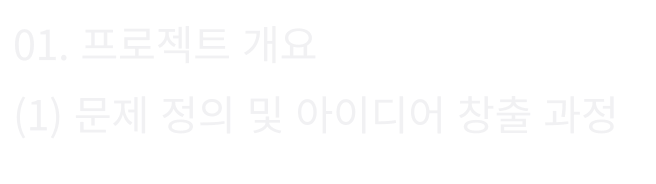 01. 프로젝트 개요
(1) 문제 정의 및 아이디어 창출 과정